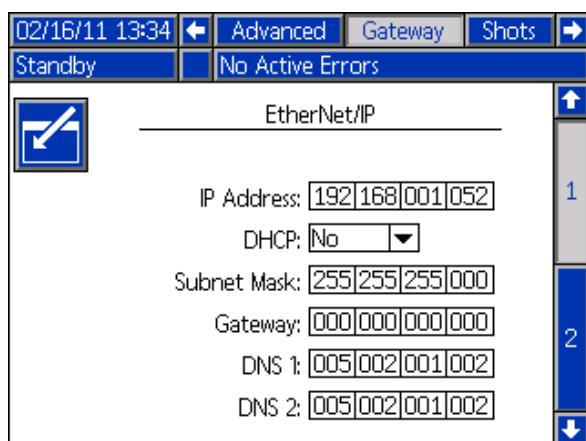 02/16/11 13:34 Advanced Gateway Shots
Standby No Active Errors
EtherNet/IP
1
IP Address: 192 168 001 052
DHCP: No
Subnet Mask: 255 255 255 000
Gateway: 000 000 000 000
2
DNS 1: 005 002 001 002
DNS 2: 005 002 001 002